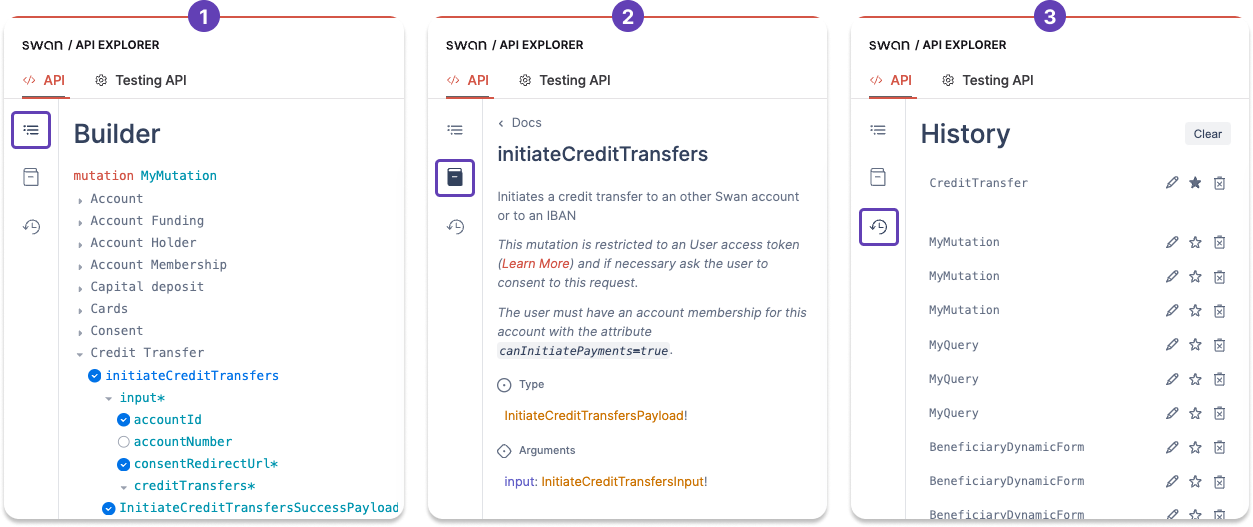 1
swan / API EXPLORER
</> API
Testing API
Builder
mutation MyMutation
Account
Account Funding
Account Holder
Account Membership
Capital deposit
Cards
Consent
Credit Transfer
initiateCreditTransfers
input*
accountId
accountNumber
consentRedirectUrl*
creditTransfers*
InitiateCreditTransfersSuccessPayload
2
swan / API EXPLORER
</> API
Testing API
Docs
initiateCreditTransfers
Initiates a credit transfer to an other Swan account
or to an IBAN
This mutation is restricted to an User access token
(Learn More) and if necessary ask the user to
consent to this request.
The user must have an account membership for this
account with the attribute
canInitiatePayments=true.
Type
InitiateCreditTransfersPayload!
Arguments
input: InitiateCreditTransfersInput!
3
swan / API EXPLORER
</> API
Testing API
History
Clear
CreditTransfer
MyMutation
MyMutation
MyMutation
MyQuery
MyQuery
MyQuery
BeneficiaryDynamicForm
BeneficiaryDynamicForm
BeneficiaryDynamicForm